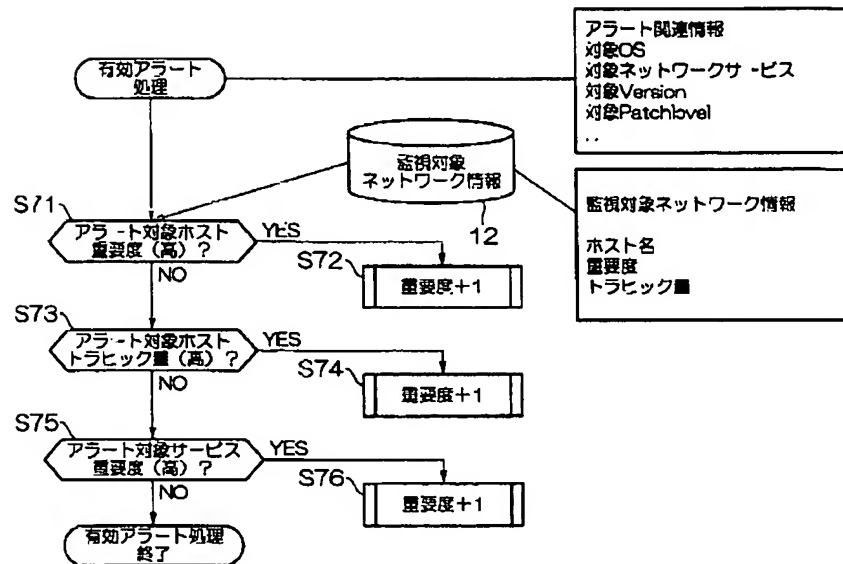 有効アラート
処理
アラート関連情報
対象OS
対象ネットワークサービス
対象Version
対象Patchlovel
..
監視対象
ネットワーク情報
12
監視対象ネットワーク情報
ホスト名
重要度
トラヒック量
S71
アラート対象ホスト
重要度(高)?
YES
NO
S72
重要度+1
S73
アラート対象ホスト
トラヒック量(高)?
YES
NO
S74
重要度+1
S75
アラート対象サービス
重要度(高)?
YES
NO
S76
重要度+1
有効アラート処理
終了